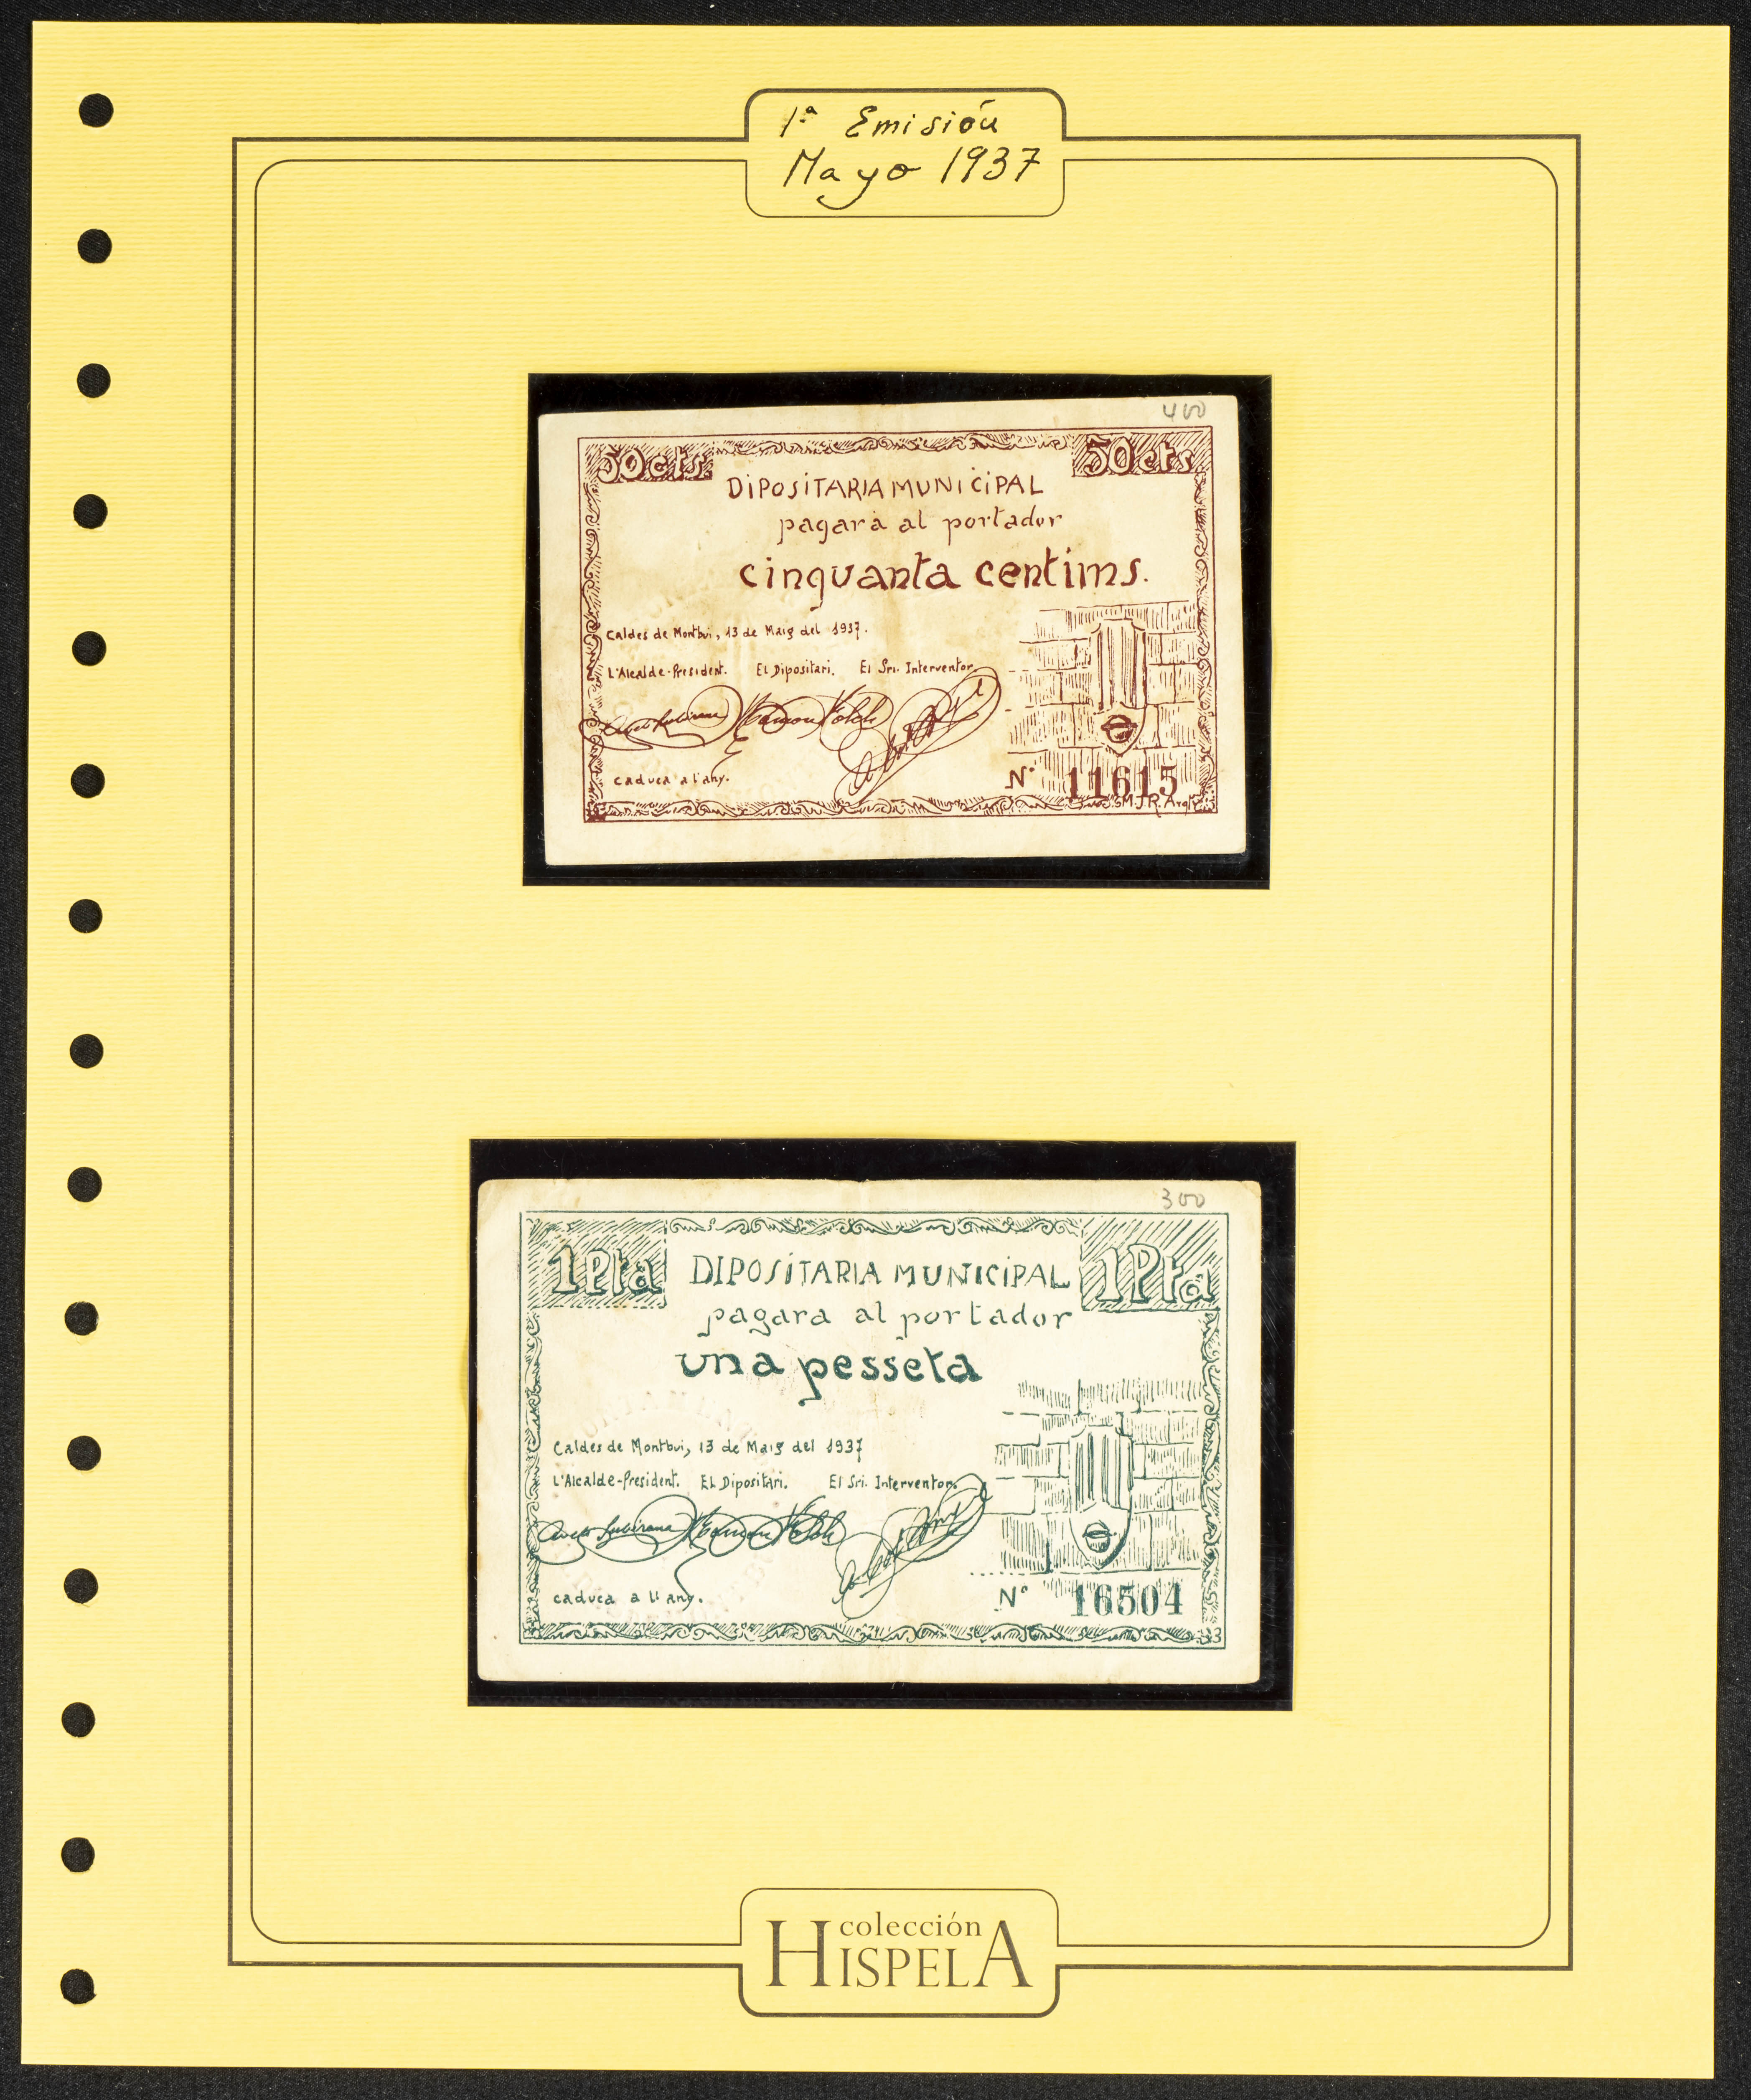 1ª Emisión
Mayo 1937
400
50cts 50cts
DIPOSITARIA MUNICIPAL
pagarà al portador
cinquanta centims.
Caldes de Montbui, 13 de Maig del 1937.
L'Alcalde-President. El Dipositari. El Sri. Interventor
caduca a l'any.
Nº 11615
M.J.R. Arqte
300
1Pta 1Pta
DIPOSITARIA MUNICIPAL
pagara al portador
una pesseta
Caldes de Montbui, 13 de Maig del 1937
L'Alcalde-President. El Dipositari. El Sri. Interventor.
caduca a ll any.
Nº 16504
colección
HISPELA